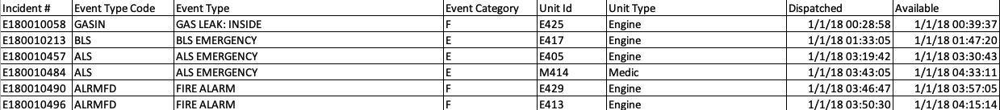 Incident # Event Type Code Event Type Event Category Unit Id Unit Type Dispatched Available
E180010058 GASIN GAS LEAK: INSIDE F E425 Engine 1/1/18 00:28:58 1/1/18 00:39:37
E180010213 BLS BLS EMERGENCY E E417 Engine 1/1/18 01:33:05 1/1/18 01:47:20
E180010457 ALS ALS EMERGENCY E E405 Engine 1/1/18 03:19:42 1/1/18 03:30:43
E180010484 ALS ALS EMERGENCY E M414 Medic 1/1/18 03:43:05 1/1/18 04:33:11
E180010490 ALRMFD FIRE ALARM F E429 Engine 1/1/18 03:46:47 1/1/18 03:57:05
E180010496 ALRMFD FIRE ALARM F E413 Engine 1/1/18 03:50:30 1/1/18 04:15:14